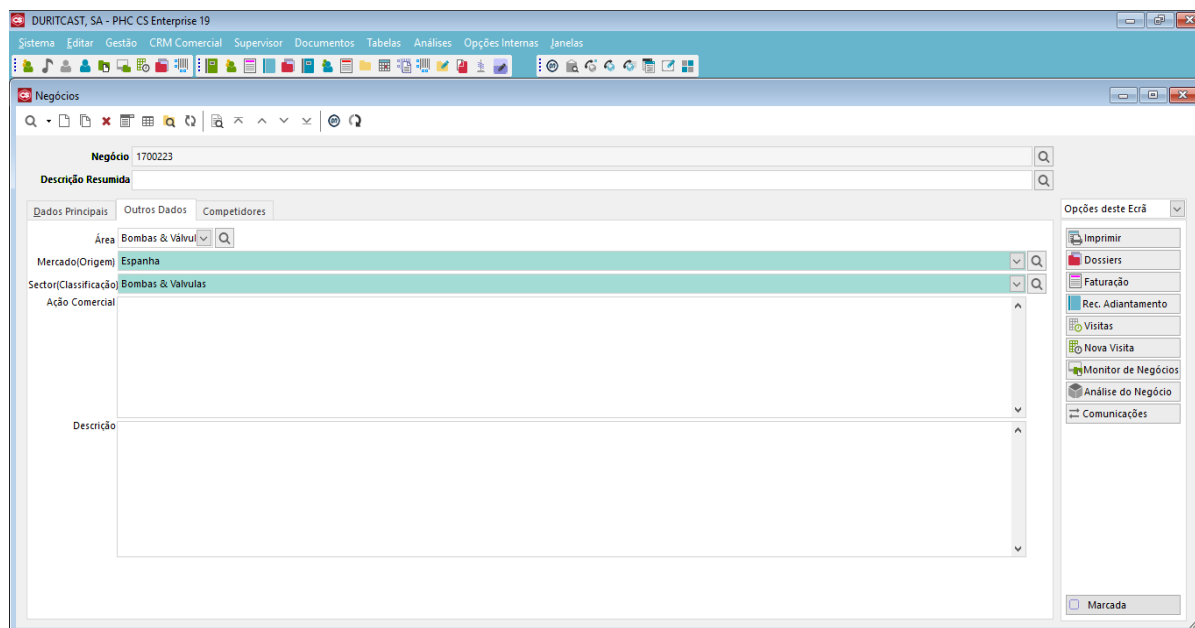 DURITCAST, SA - PHC CS Enterprise 19
Sistema Editar Gestão CRM Comercial Supervisor Documentos Tabelas Análises Opções Internas Janelas
Negócios
Negócio 1700223
Descrição Resumida
Dados Principais Outros Dados Competidores
Opções deste Ecrã
Área Bombas & Válvul
Mercado(Origem) Espanha
Sector(Classificação) Bombas & Valvulas
Ação Comercial
Descrição
Imprimir
Dossiers
Faturação
Rec. Adiantamento
Visitas
Nova Visita
Monitor de Negócios
Análise do Negócio
Comunicações
Marcada